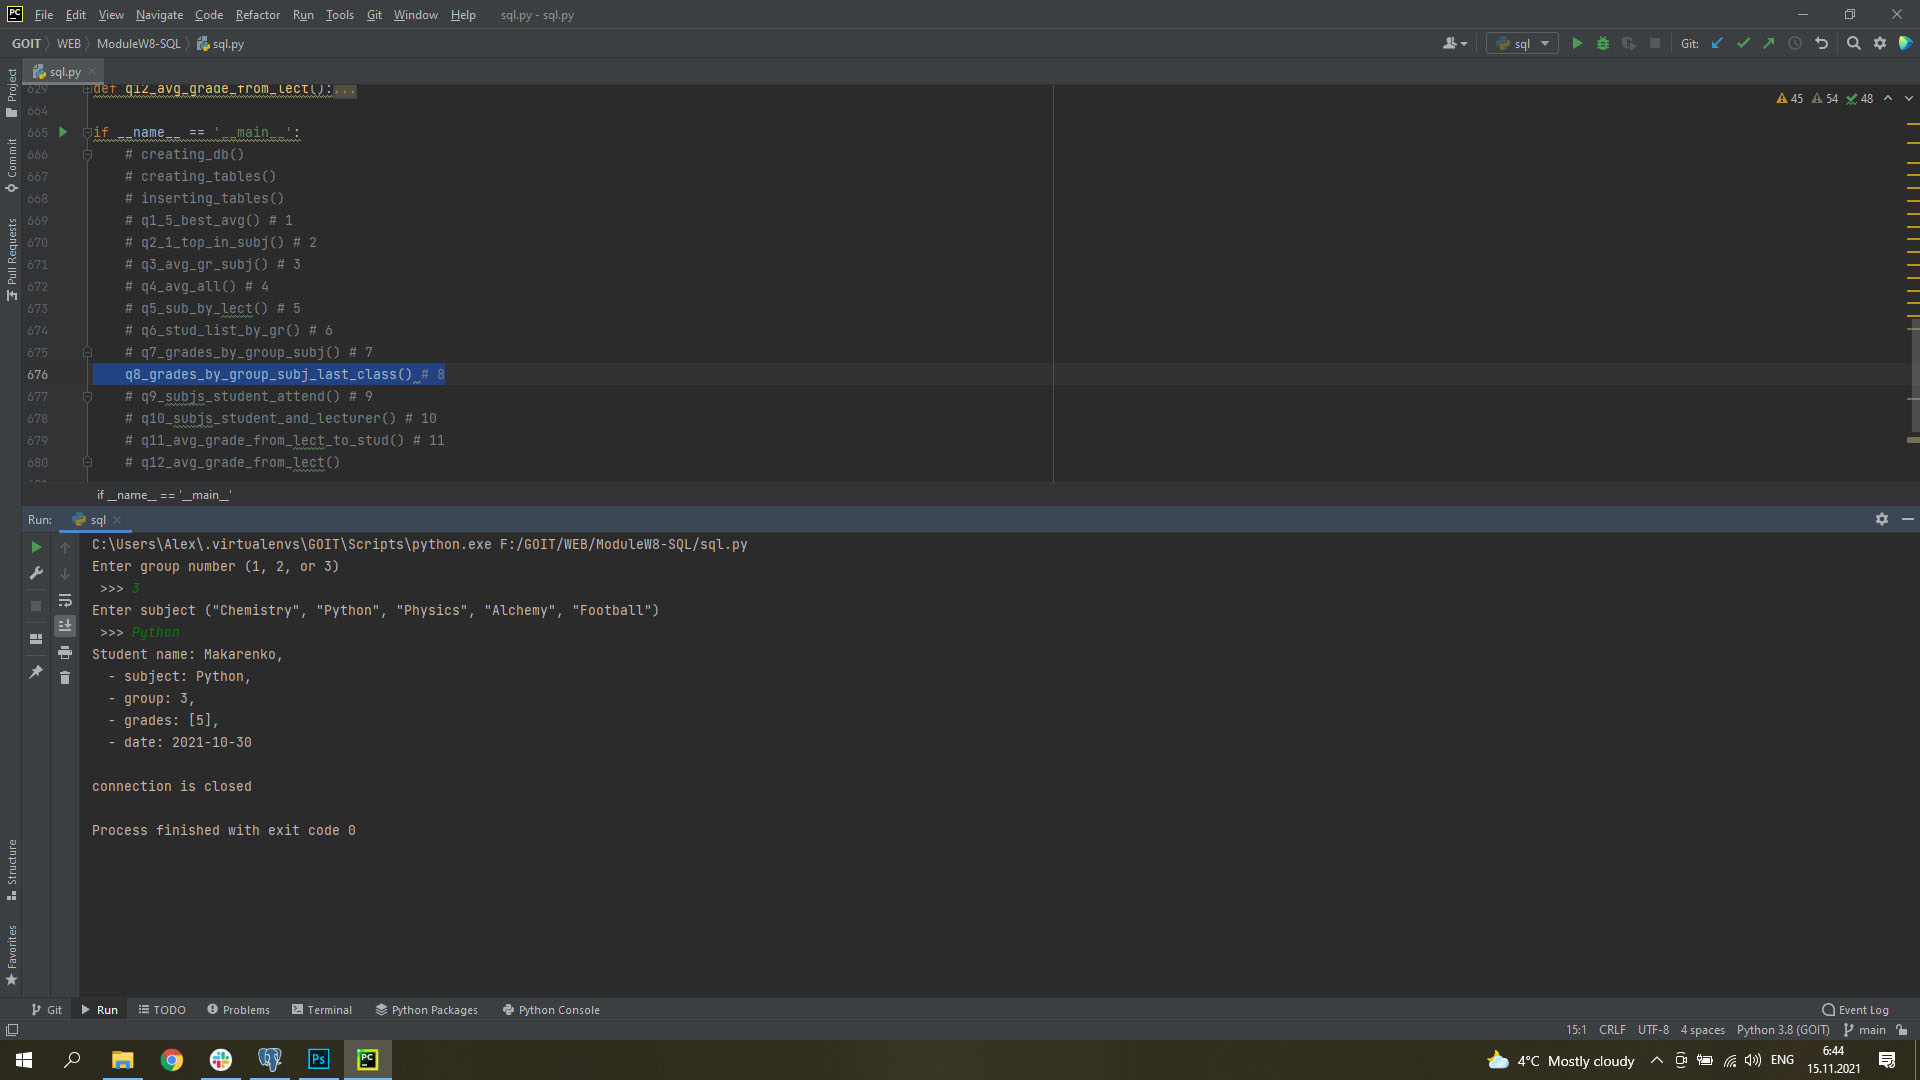 PC File Edit View Navigate Code Refactor Run Tools Git Window Help sql.py - sql.py
GOIT WEB ModuleW8-SQL sql.py
sql Git:
sql.py
Project
Commit
Pull Requests
Structure
Favorites
45 54 48
629 def q12_avg_grade_from_lect():...
664
665 if __name__ == '__main__':
666 # creating_db()
667 # creating_tables()
668 # inserting_tables()
669 # q1_5_best_avg() # 1
670 # q2_1_top_in_subj() # 2
671 # q3_avg_gr_subj() # 3
672 # q4_avg_all() # 4
673 # q5_sub_by_lect() # 5
674 # q6_stud_list_by_gr() # 6
675 # q7_grades_by_group_subj() # 7
676 q8_grades_by_group_subj_last_class() # 8
677 # q9_subjs_student_attend() # 9
678 # q10_subjs_student_and_lecturer() # 10
679 # q11_avg_grade_from_lect_to_stud() # 11
680 # q12_avg_grade_from_lect()
if __name__ == '__main__'
Run: sql
C:\Users\Alex\.virtualenvs\GOIT\Scripts\python.exe F:/GOIT/WEB/ModuleW8-SQL/sql.py
Enter group number (1, 2, or 3)
>>> 3
Enter subject ("Chemistry", "Python", "Physics", "Alchemy", "Football")
>>> Python
Student name: Makarenko,
- subject: Python,
- group: 3,
- grades: [5],
- date: 2021-10-30
connection is closed
Process finished with exit code 0
Git Run TODO Problems Terminal Python Packages Python Console Event Log
15:1 CRLF UTF-8 4 spaces Python 3.8 (GOIT) main
Ps PC 4°C Mostly cloudy ENG 6:44
15.11.2021